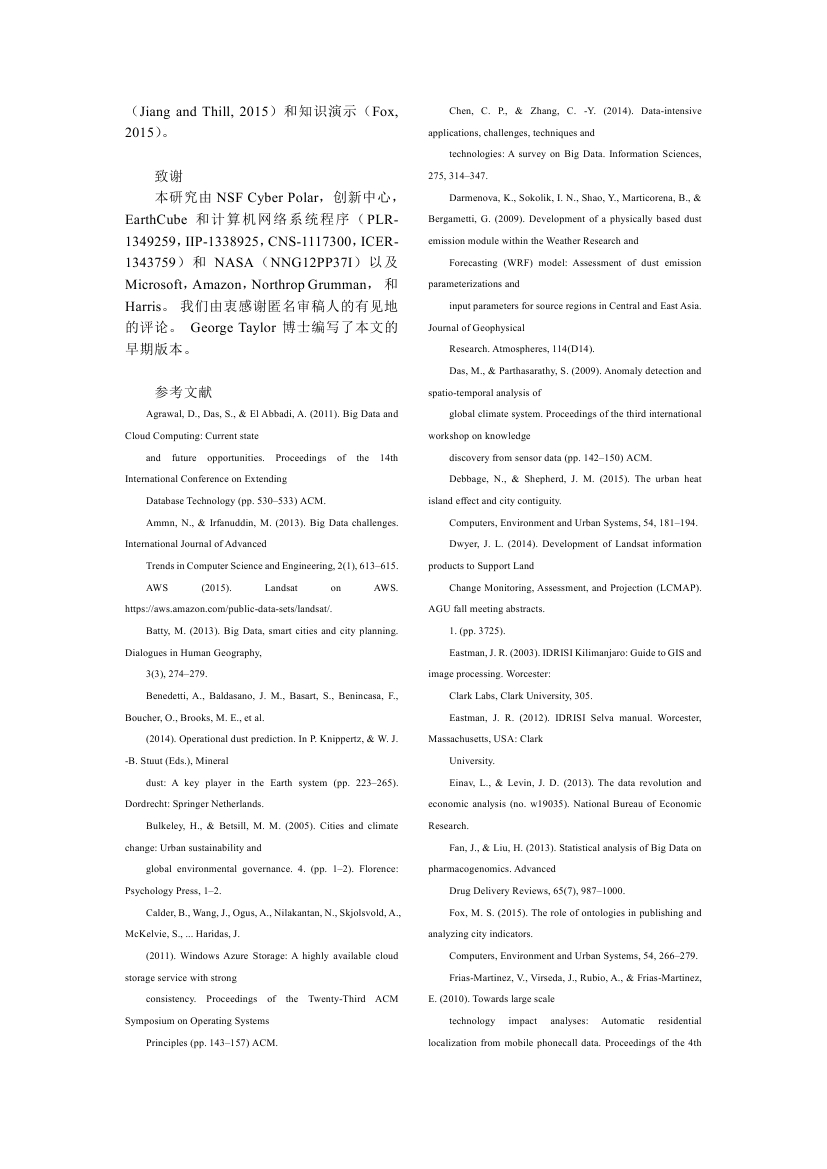 （Jiang and Thill, 2015）和知识演示（Fox,
2015）。
致谢
本研究由 NSF Cyber Polar，创新中心，
EarthCube 和计算机网络系统程序（PLR-
1349259，IIP-1338925，CNS-1117300，ICER-
1343759）和 NASA（NNG12PP37I）以及
Microsoft，Amazon，Northrop Grumman， 和
Harris。 我们由衷感谢匿名审稿人的有见地
的评论。 George Taylor 博士编写了本文的
早期版本。
参考文献
Agrawal, D., Das, S., & El Abbadi, A. (2011). Big Data and
Cloud Computing: Current state
and future opportunities. Proceedings of the 14th
International Conference on Extending
Database Technology (pp. 530–533) ACM.
Ammn, N., & Irfanuddin, M. (2013). Big Data challenges.
International Journal of Advanced
Trends in Computer Science and Engineering, 2(1), 613–615.
AWS (2015). Landsat on AWS.
https://aws.amazon.com/public-data-sets/landsat/.
Batty, M. (2013). Big Data, smart cities and city planning.
Dialogues in Human Geography,
3(3), 274–279.
Benedetti, A., Baldasano, J. M., Basart, S., Benincasa, F.,
Boucher, O., Brooks, M. E., et al.
(2014). Operational dust prediction. In P. Knippertz, & W. J.
-B. Stuut (Eds.), Mineral
dust: A key player in the Earth system (pp. 223–265).
Dordrecht: Springer Netherlands.
Bulkeley, H., & Betsill, M. M. (2005). Cities and climate
change: Urban sustainability and
global environmental governance. 4. (pp. 1–2). Florence:
Psychology Press, 1–2.
Calder, B., Wang, J., Ogus, A., Nilakantan, N., Skjolsvold, A.,
McKelvie, S., ... Haridas, J.
(2011). Windows Azure Storage: A highly available cloud
storage service with strong
consistency. Proceedings of the Twenty-Third ACM
Symposium on Operating Systems
Principles (pp. 143–157) ACM.
Chen, C. P., & Zhang, C. -Y. (2014). Data-intensive
applications, challenges, techniques and
technologies: A survey on Big Data. Information Sciences,
275, 314–347.
Darmenova, K., Sokolik, I. N., Shao, Y., Marticorena, B., &
Bergametti, G. (2009). Development of a physically based dust
emission module within the Weather Research and
Forecasting (WRF) model: Assessment of dust emission
parameterizations and
input parameters for source regions in Central and East Asia.
Journal of Geophysical
Research. Atmospheres, 114(D14).
Das, M., & Parthasarathy, S. (2009). Anomaly detection and
spatio-temporal analysis of
global climate system. Proceedings of the third international
workshop on knowledge
discovery from sensor data (pp. 142–150) ACM.
Debbage, N., & Shepherd, J. M. (2015). The urban heat
island effect and city contiguity.
Computers, Environment and Urban Systems, 54, 181–194.
Dwyer, J. L. (2014). Development of Landsat information
products to Support Land
Change Monitoring, Assessment, and Projection (LCMAP).
AGU fall meeting abstracts.
1. (pp. 3725).
Eastman, J. R. (2003). IDRISI Kilimanjaro: Guide to GIS and
image processing. Worcester:
Clark Labs, Clark University, 305.
Eastman, J. R. (2012). IDRISI Selva manual. Worcester,
Massachusetts, USA: Clark
University.
Einav, L., & Levin, J. D. (2013). The data revolution and
economic analysis (no. w19035). National Bureau of Economic
Research.
Fan, J., & Liu, H. (2013). Statistical analysis of Big Data on
pharmacogenomics. Advanced
Drug Delivery Reviews, 65(7), 987–1000.
Fox, M. S. (2015). The role of ontologies in publishing and
analyzing city indicators.
Computers, Environment and Urban Systems, 54, 266–279.
Frias-Martinez, V., Virseda, J., Rubio, A., & Frias-Martinez,
E. (2010). Towards large scale
technology impact analyses: Automatic residential
localization from mobile phonecall data. Proceedings of the 4th